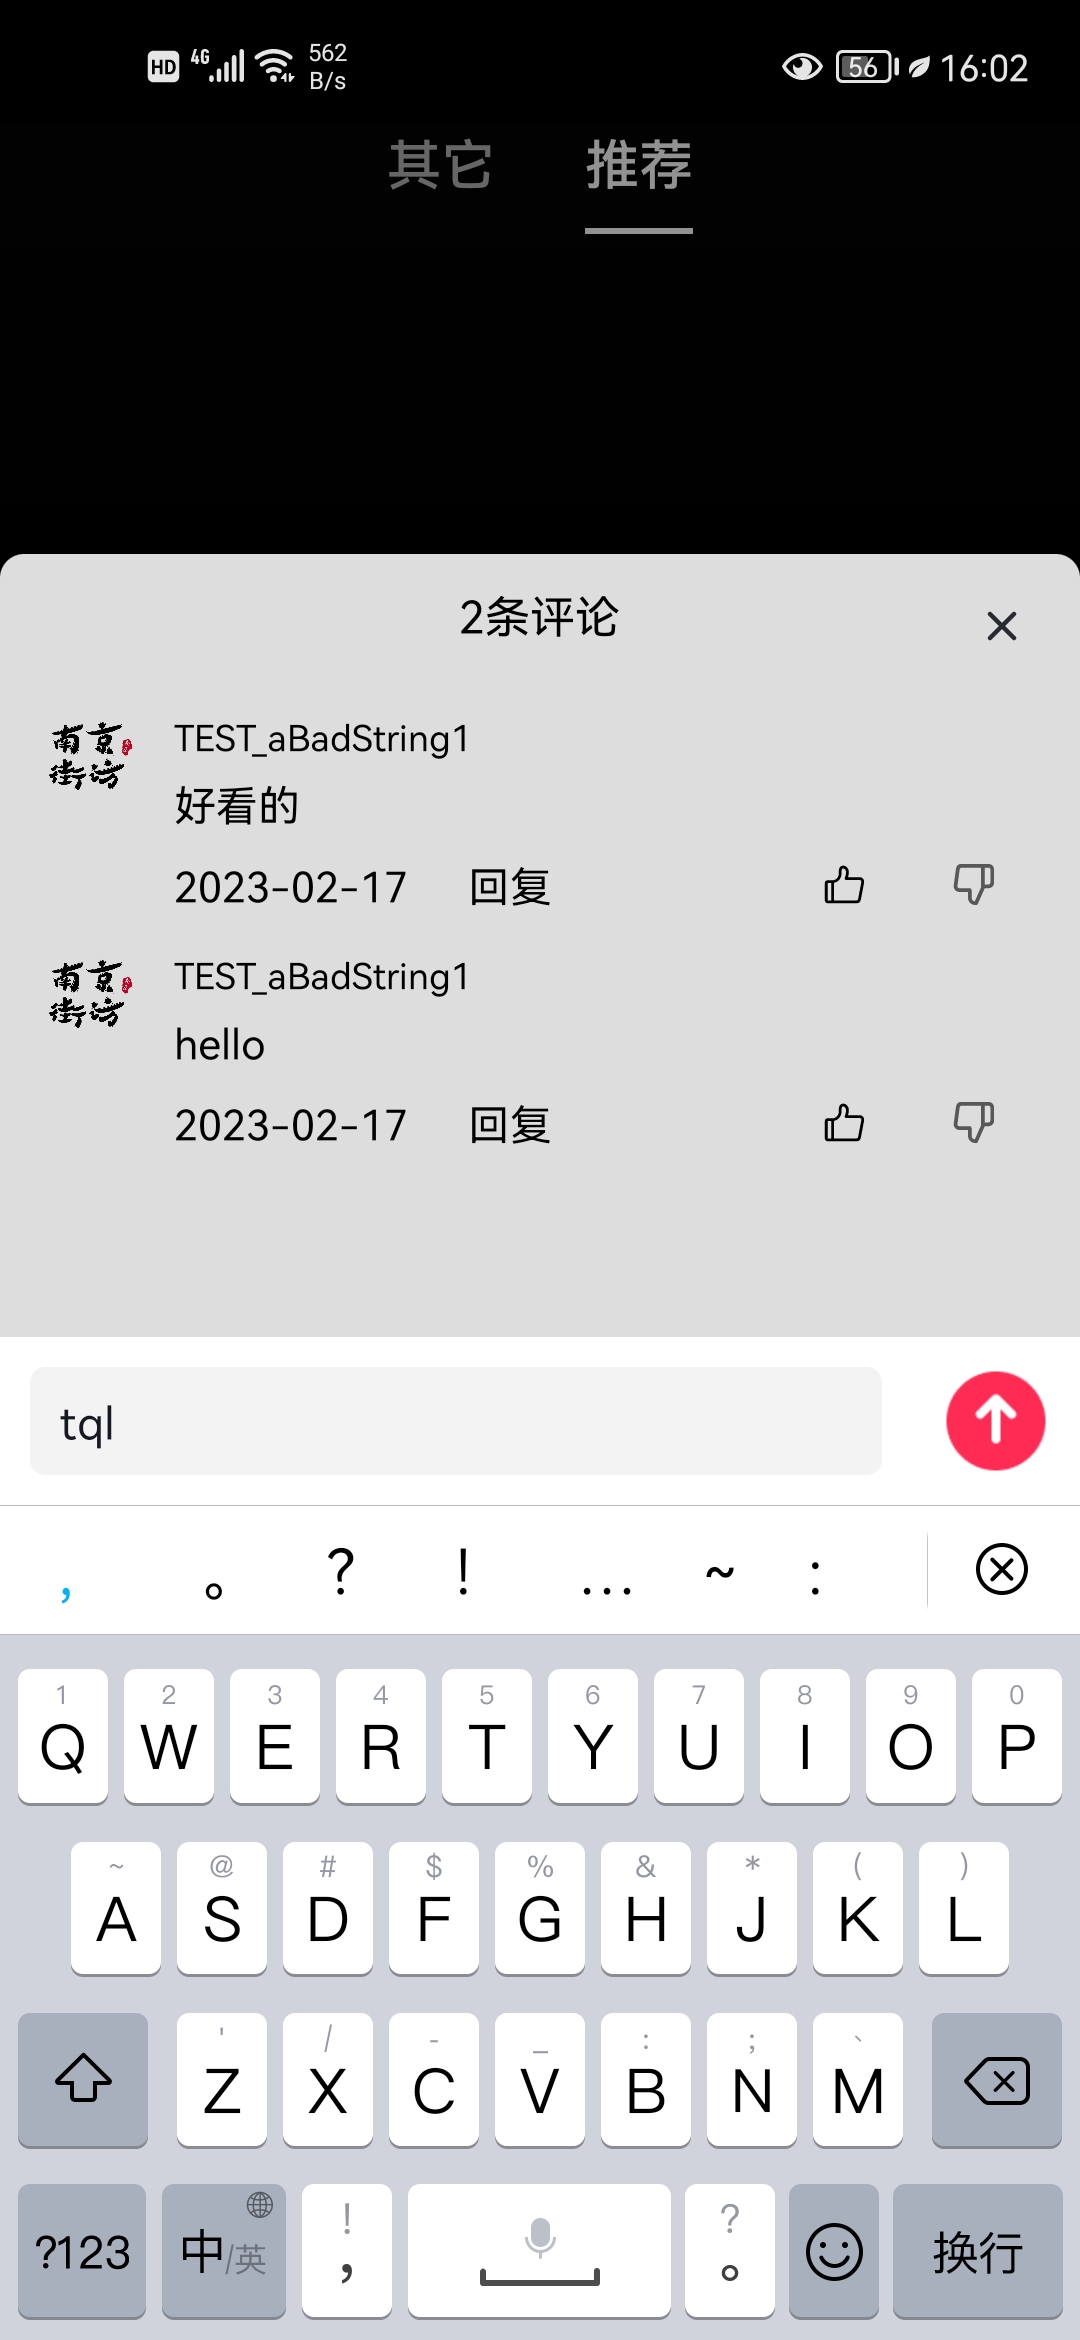 HD 4G 562 B/s 56 16:02
其它 推荐
2条评论
南京
街坊
TEST_aBadString1
好看的
2023-02-17 回复
南京
街坊
TEST_aBadString1
hello
2023-02-17 回复
tql
， 。 ? ! … ~ :
1 2 3 4 5 6 7 8 9 0
Q W E R T Y U I O P
~ @ # $ % & * ( )
A S D F G H J K L
' / - _ : ; 、
Z X C V B N M
?123 中/英 ! , ? 。 换行